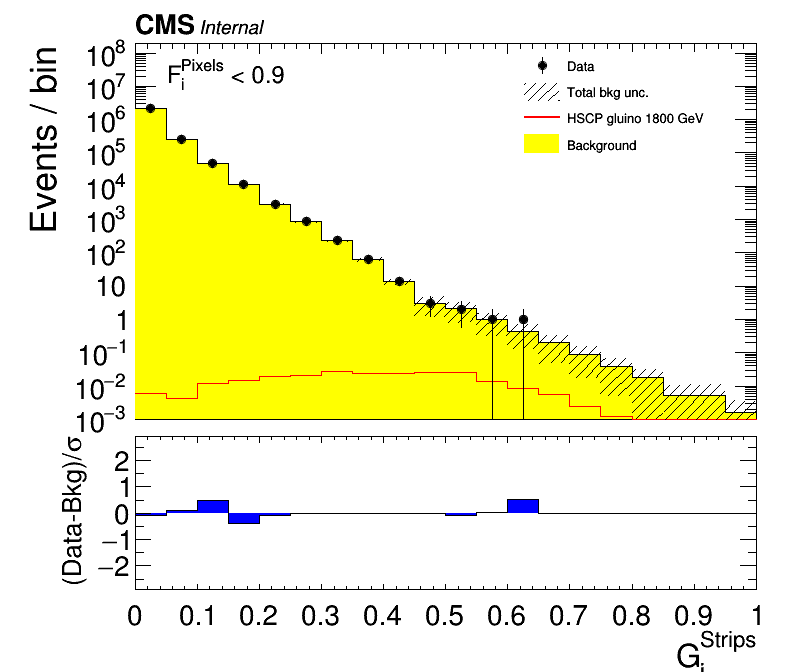 CMS Internal
F_i^Pixels < 0.9
Data
Total bkg unc.
HSCP gluino 1800 GeV
Background
Events / bin
10^8
10^7
10^6
10^5
10^4
10^3
10^2
10
1
10^−1
10^−2
10^−3
(Data-Bkg)/σ
2
1
0
−1
−2
0 0.1 0.2 0.3 0.4 0.5 0.6 0.7 0.8 0.9 1
G_i^Strips